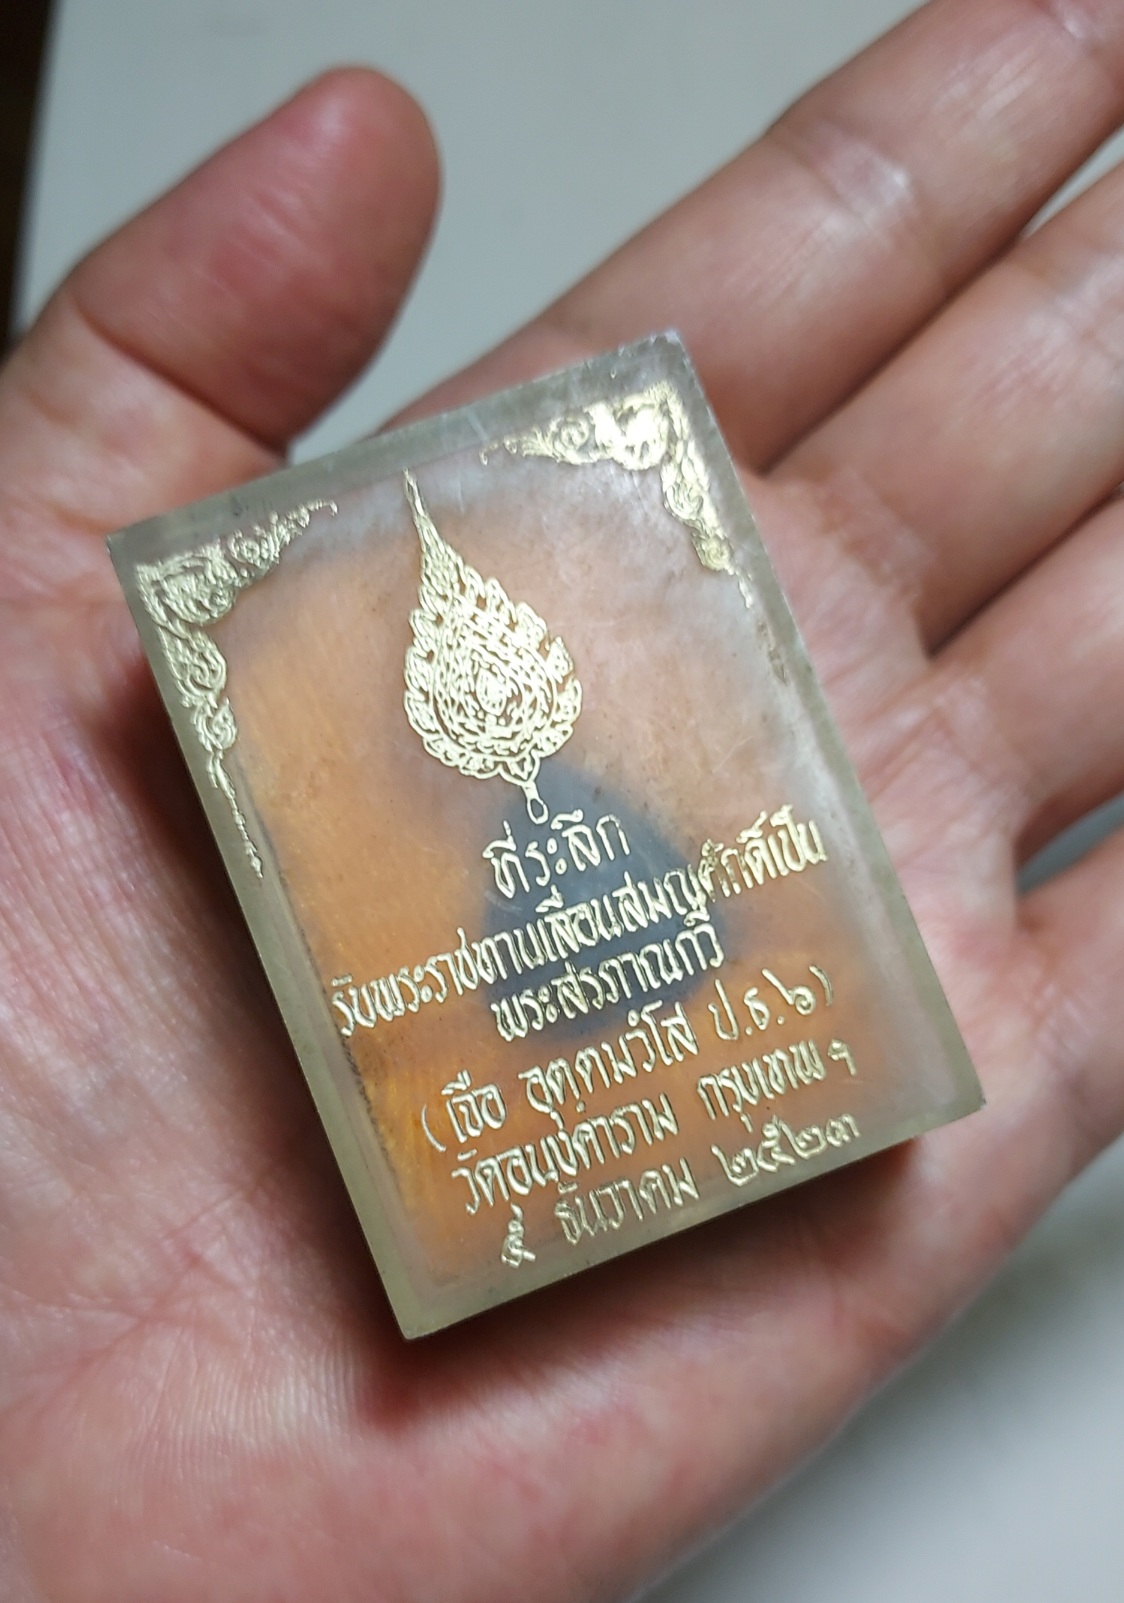 ที่ระลึก
รับพระราชทานเลื่อนสมณศักดิ์เป็น
พระสรภาณกวี
(เจือ อุตฺตมวํโส ป.ธ.๖)
วัดอนงค์คาราม กรุงเทพฯ
๕ ธันวาคม ๒๕๒๓